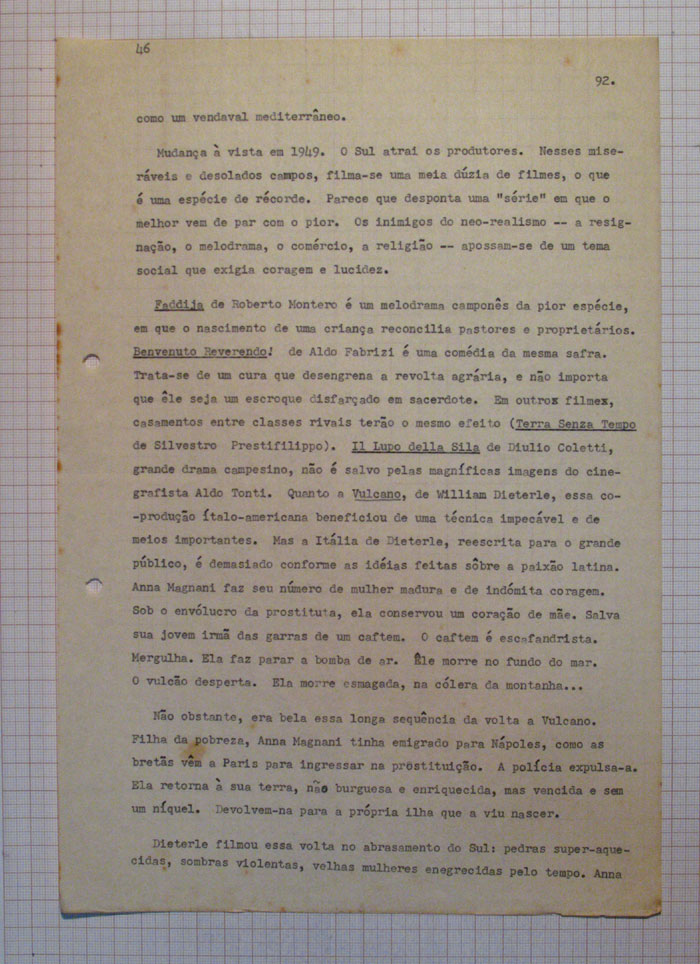 46
92.
como um vendaval mediterrâneo.
Mudança à vista em 1949. O Sul atrai os produtores. Nesses mise-
ráveis e desolados campos, filma-se uma meia dúzia de filmes, o que
é uma espécie de récorde. Parece que desponta uma "série" em que o
melhor vem de par com o pior. Os inimigos do neo-realismo -- a resig-
nação, o melodrama, o comércio, a religião -- apossam-se de um tema
social que exigia coragem e lucidez.
Faddija de Roberto Montero é um melodrama camponês da pior espécie,
em que o nascimento de uma criança reconcilia pastores e proprietários.
Benvenuto Reverendo! de Aldo Fabrizi é uma comédia da mesma safra.
Trata-se de um cura que desengrena a revolta agrária, e não importa
que êle seja um escroque disfarçado em sacerdote. Em outrox filmex,
casamentos entre classes rivais terão o mesmo efeito (Terra Senza Tempo
de Silvestro Prestifilippo). Il Lupo della Sila de Diulio Coletti,
grande drama campesino, não é salvo pelas magníficas imagens do cine-
grafista Aldo Tonti. Quanto a Vulcano, de William Dieterle, essa co-
-produção ítalo-americana beneficiou de uma técnica impecável e de
meios importantes. Mas a Itália de Dieterle, reescrita para o grande
público, é demasiado conforme as idéias feitas sôbre a paixão latina.
Anna Magnani faz seu número de mulher madura e de indómita coragem.
Sob o envólucro da prostituta, ela conservou um coração de mãe. Salva
sua jovem irmã das garras de um caftem. O caftem é escafandrista.
Mergulha. Ela faz parar a bomba de ar. Êle morre no fundo do mar.
O vulcão desperta. Ela morre esmagada, na cólera da montanha...
Não obstante, era bela essa longa sequência da volta a Vulcano.
Filha da pobreza, Anna Magnani tinha emigrado para Nápoles, como as
bretãs vêm a Paris para ingressar na prostituição. A polícia expulsa-a.
Ela retorna à sua terra, não burguesa e enriquecida, mas vencida e sem
um níquel. Devolvem-na para a própria ilha que a viu nascer.
Dieterle filmou essa volta no abrasamento do Sul: pedras super-aque-
cidas, sombras violentas, velhas mulheres enegrecidas pelo tempo. Anna